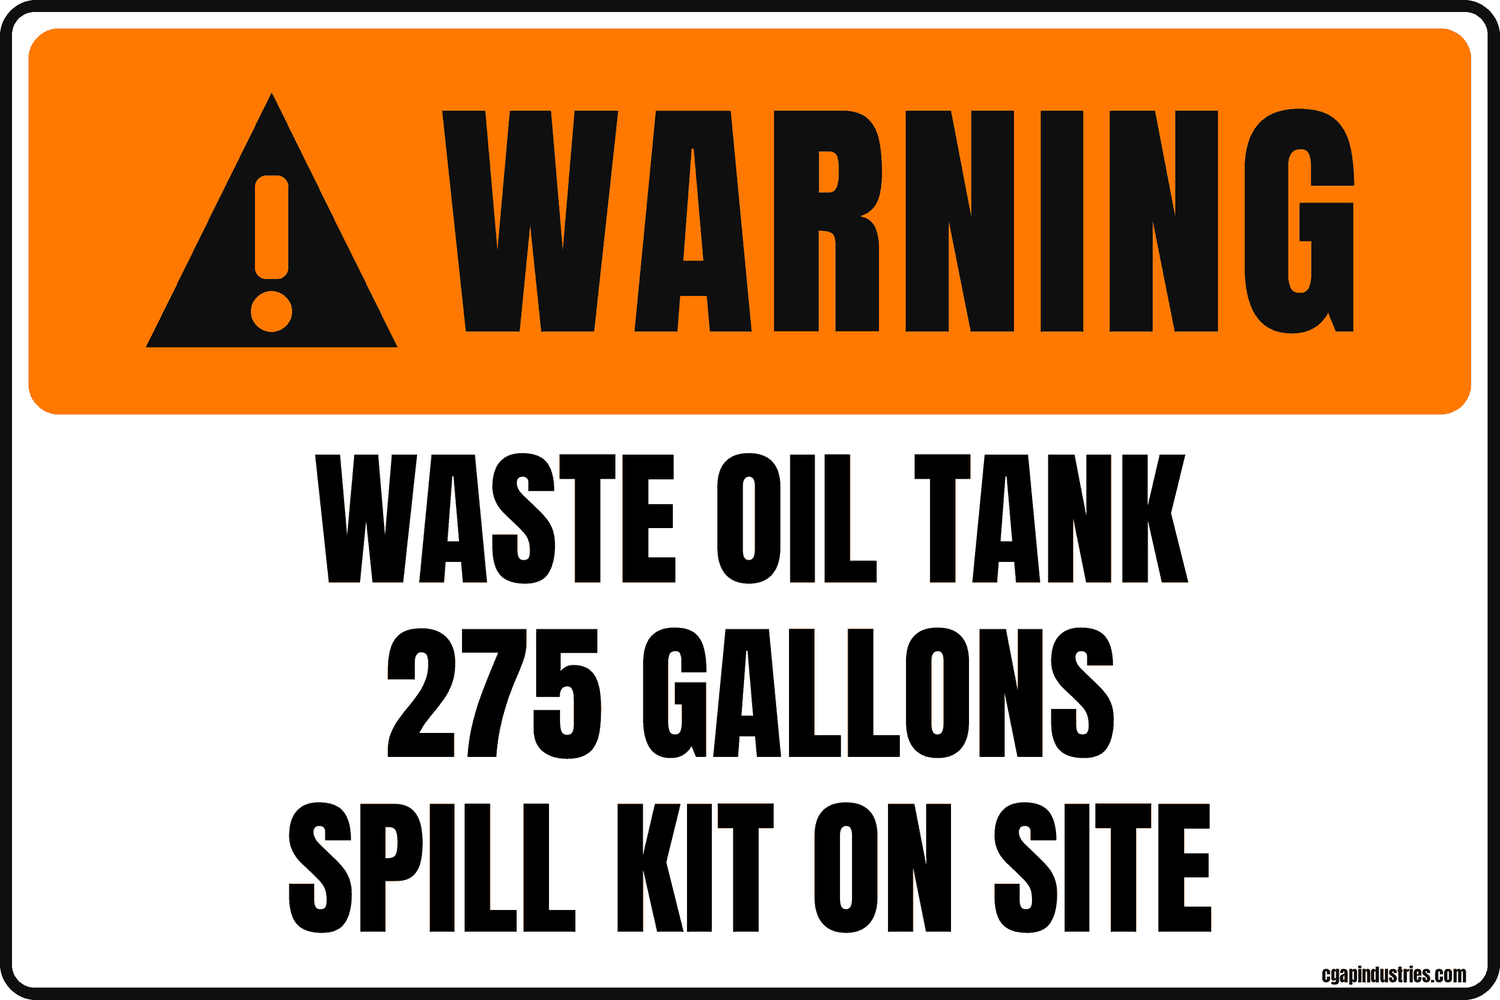 WARNING
WASTE OIL TANK
275 GALLONS
SPILL KIT ON SITE
cgapindustries.com